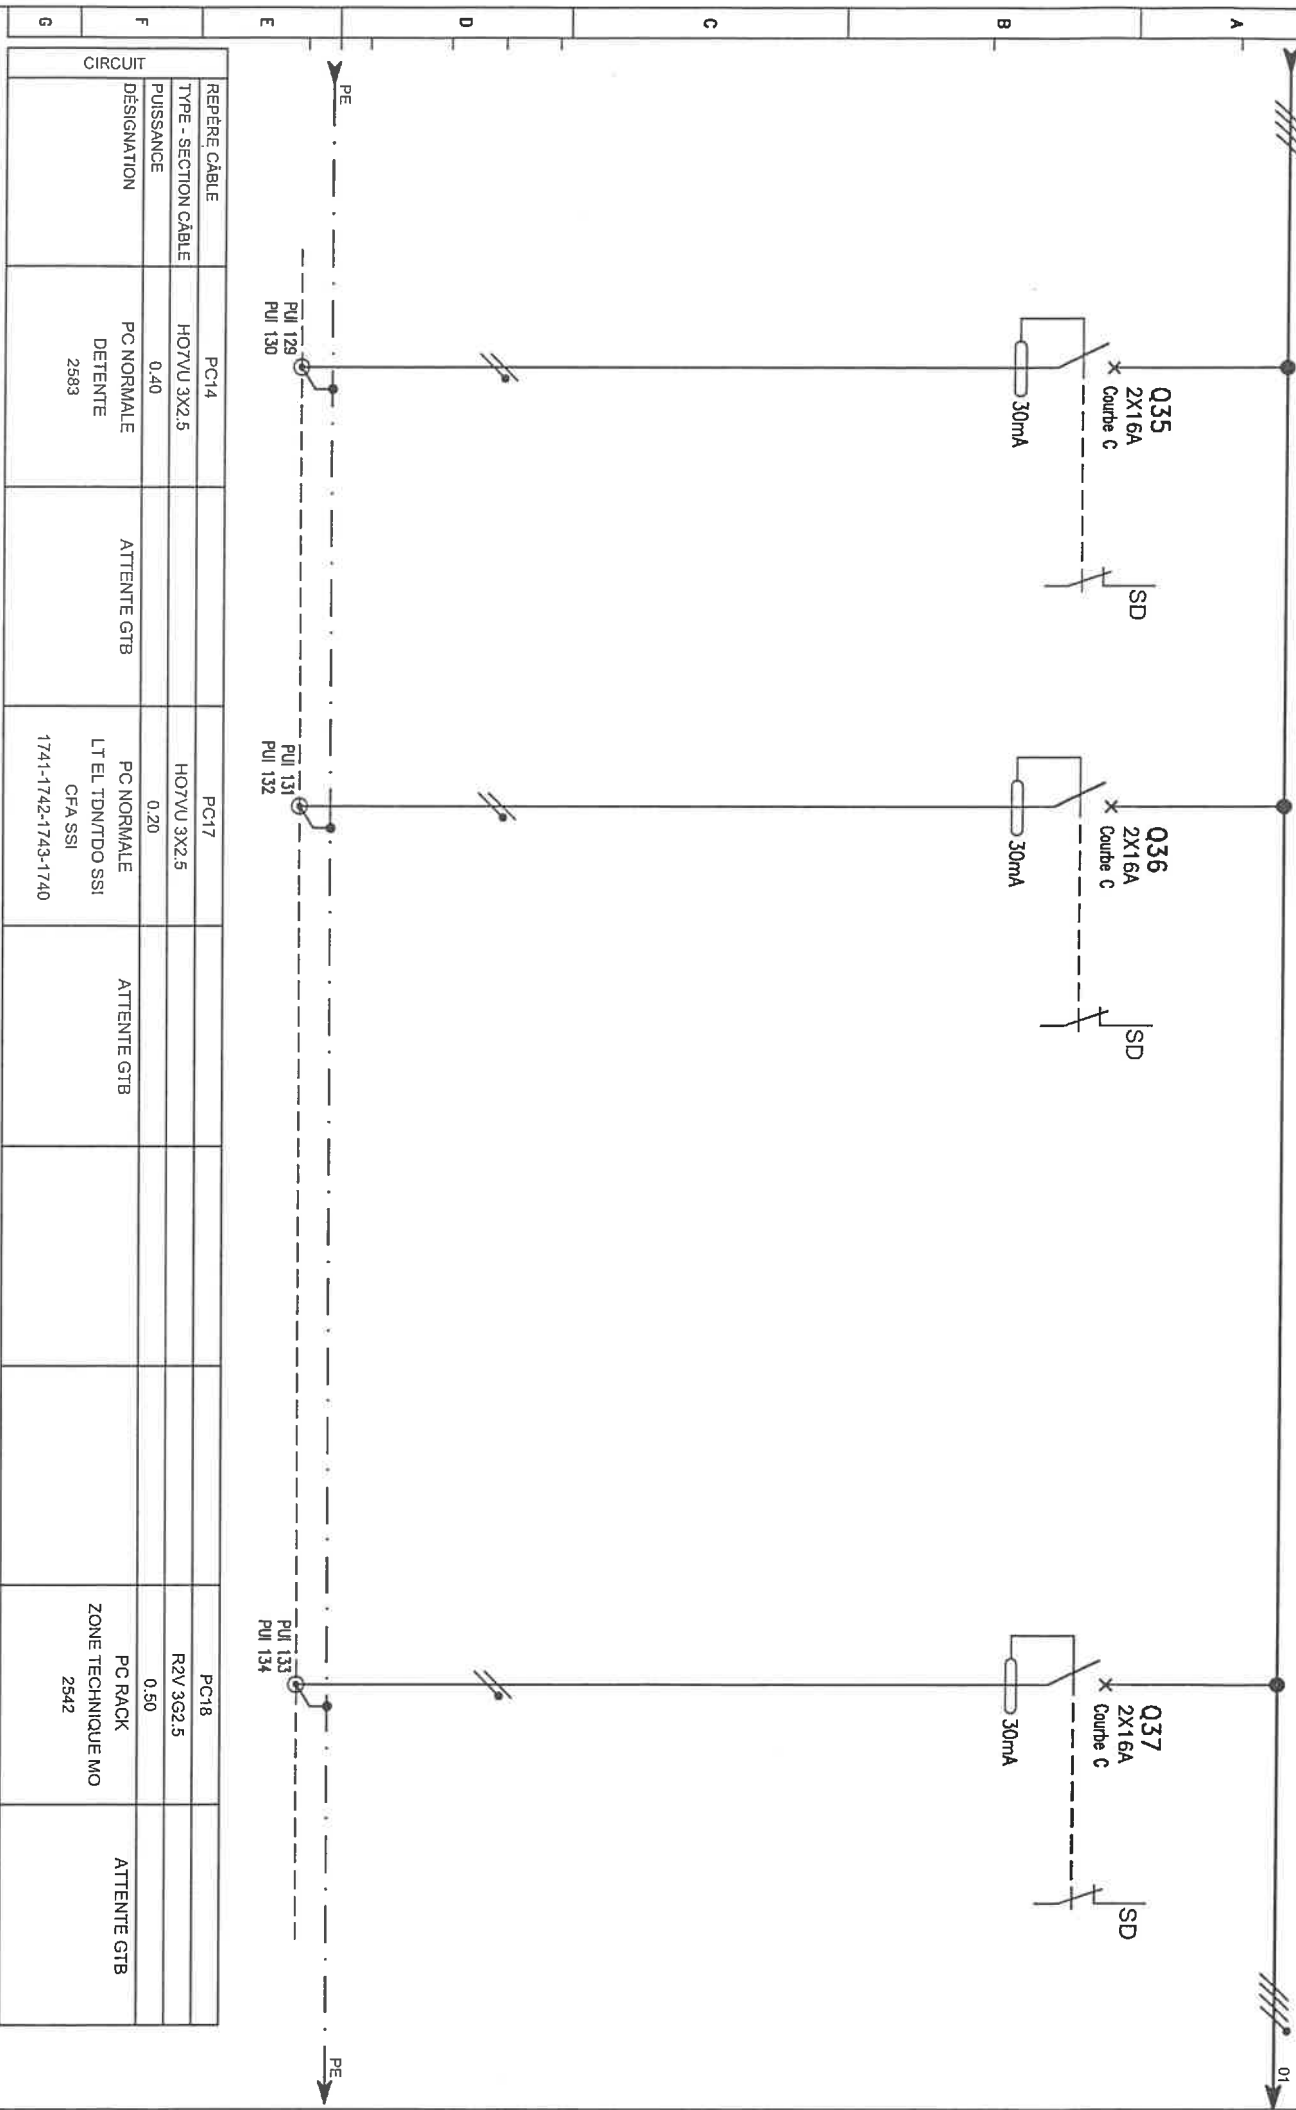 A
B
C
D
E
F
G
01
Q35
2X16A
Courbe C
30mA
SD
Q36
2X16A
Courbe C
30mA
SD
Q37
2X16A
Courbe C
30mA
SD
PE
PE
PUI 129
PUI 130
PUI 131
PUI 132
PUI 133
PUI 134
CIRCUIT
REPÈRE CÂBLE
PC14
PC17
PC18
TYPE - SECTION CÂBLE
HO7VU 3X2.5
HO7VU 3X2.5
R2V 3G2.5
PUISSANCE
0.40
0.20
0.50
DÉSIGNATION
PC NORMALE
DETENTE
2583
ATTENTE GTB
PC NORMALE
LT EL TDN/TDO SSI
CFA SSI
1741-1742-1743-1740
ATTENTE GTB
PC RACK
ZONE TECHNIQUE MO
2542
ATTENTE GTB